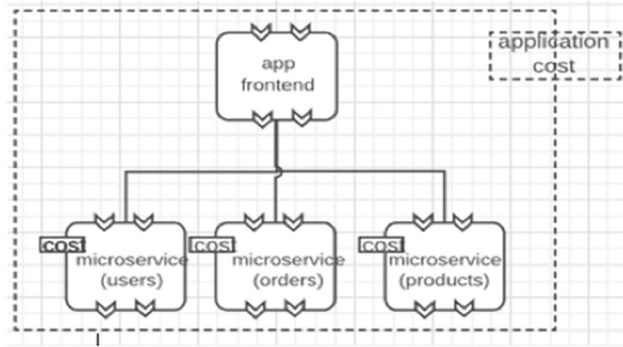 application
cost
app
frontend
cost
microservice
(users)
cost
microservice
(orders)
cost
microservice
(products)